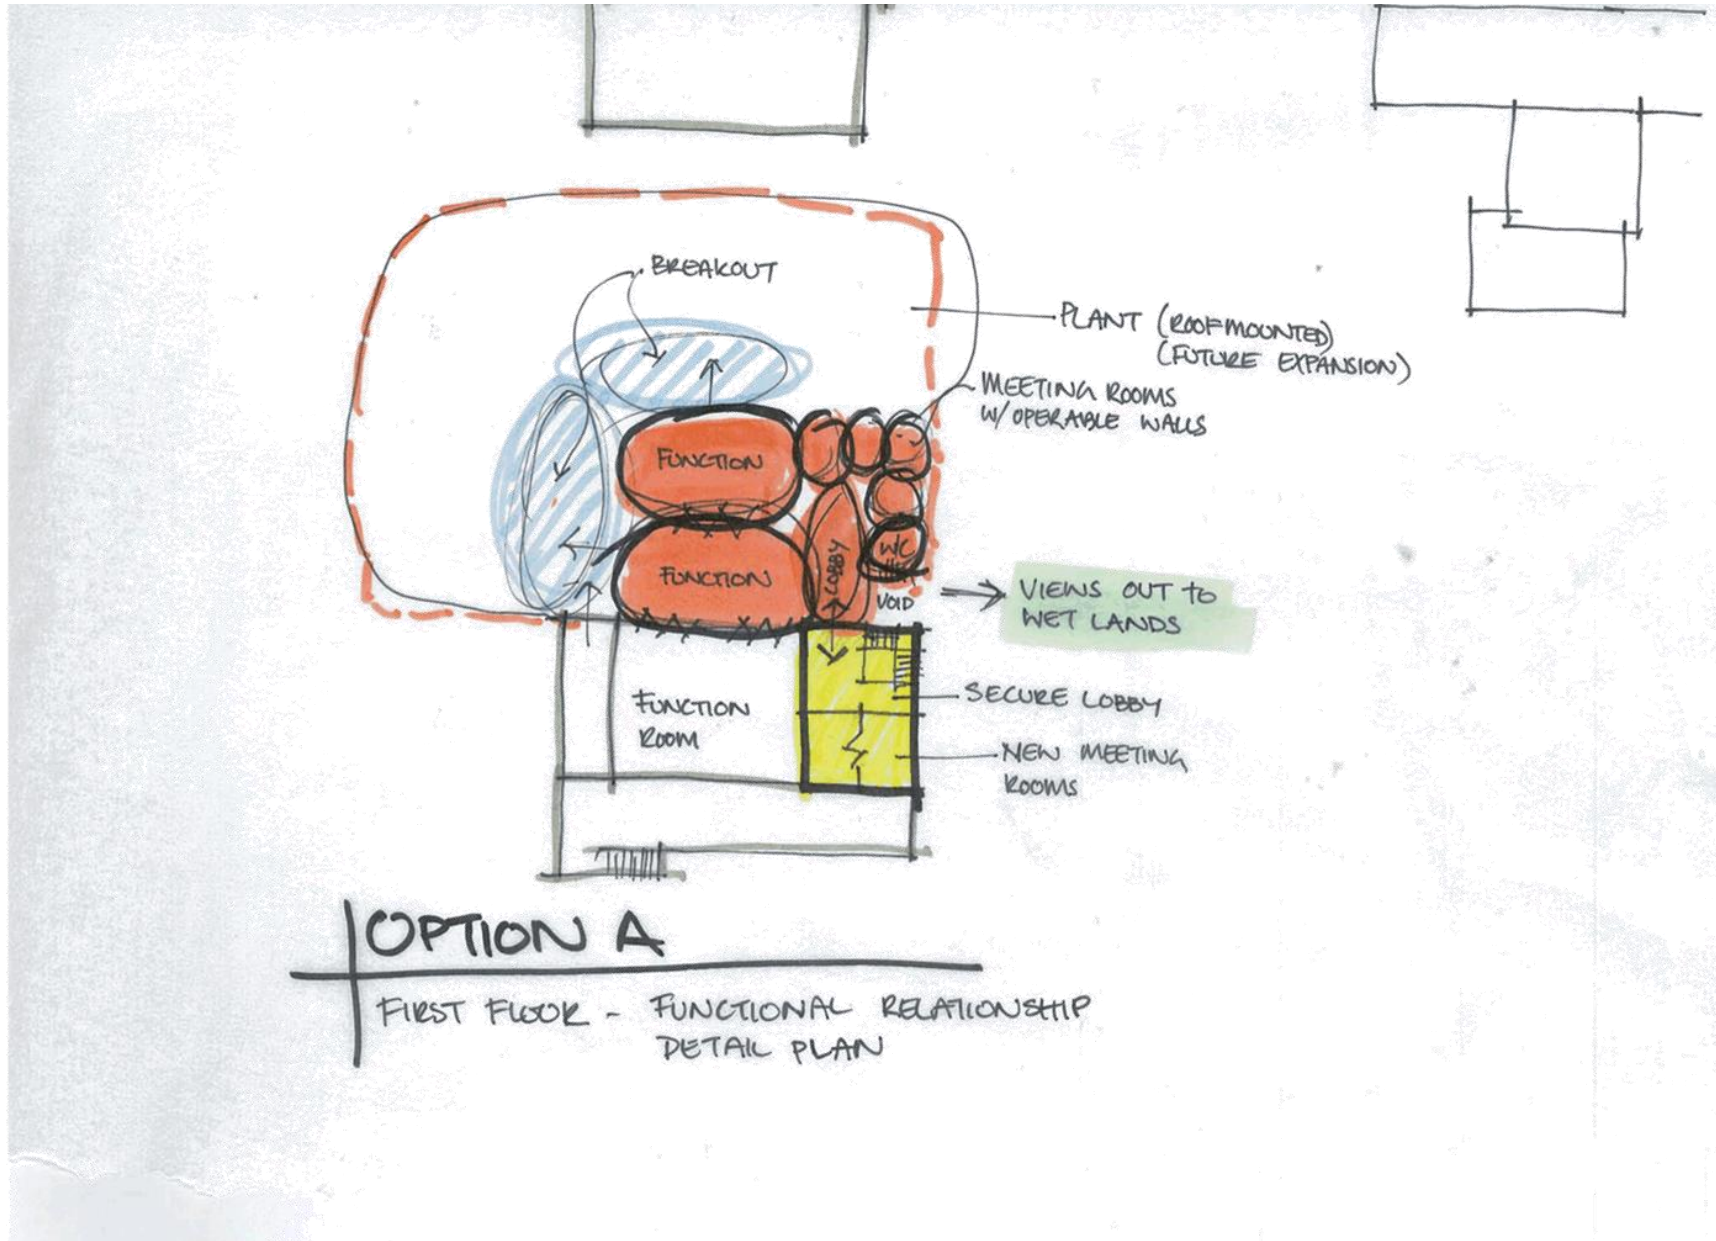 BREAKOUT
PLANT (ROOFMOUNTED)
(FUTURE EXPANSION)
MEETING ROOMS
W/OPERABLE WALLS
FUNCTION
FUNCTION
LOBBY
WC
VOID
VIEWS OUT TO
WET LANDS
FUNCTION
ROOM
SECURE LOBBY
NEW MEETING
ROOMS
OPTION A
FIRST FLOOR - FUNCTIONAL RELATIONSHIP
DETAIL PLAN